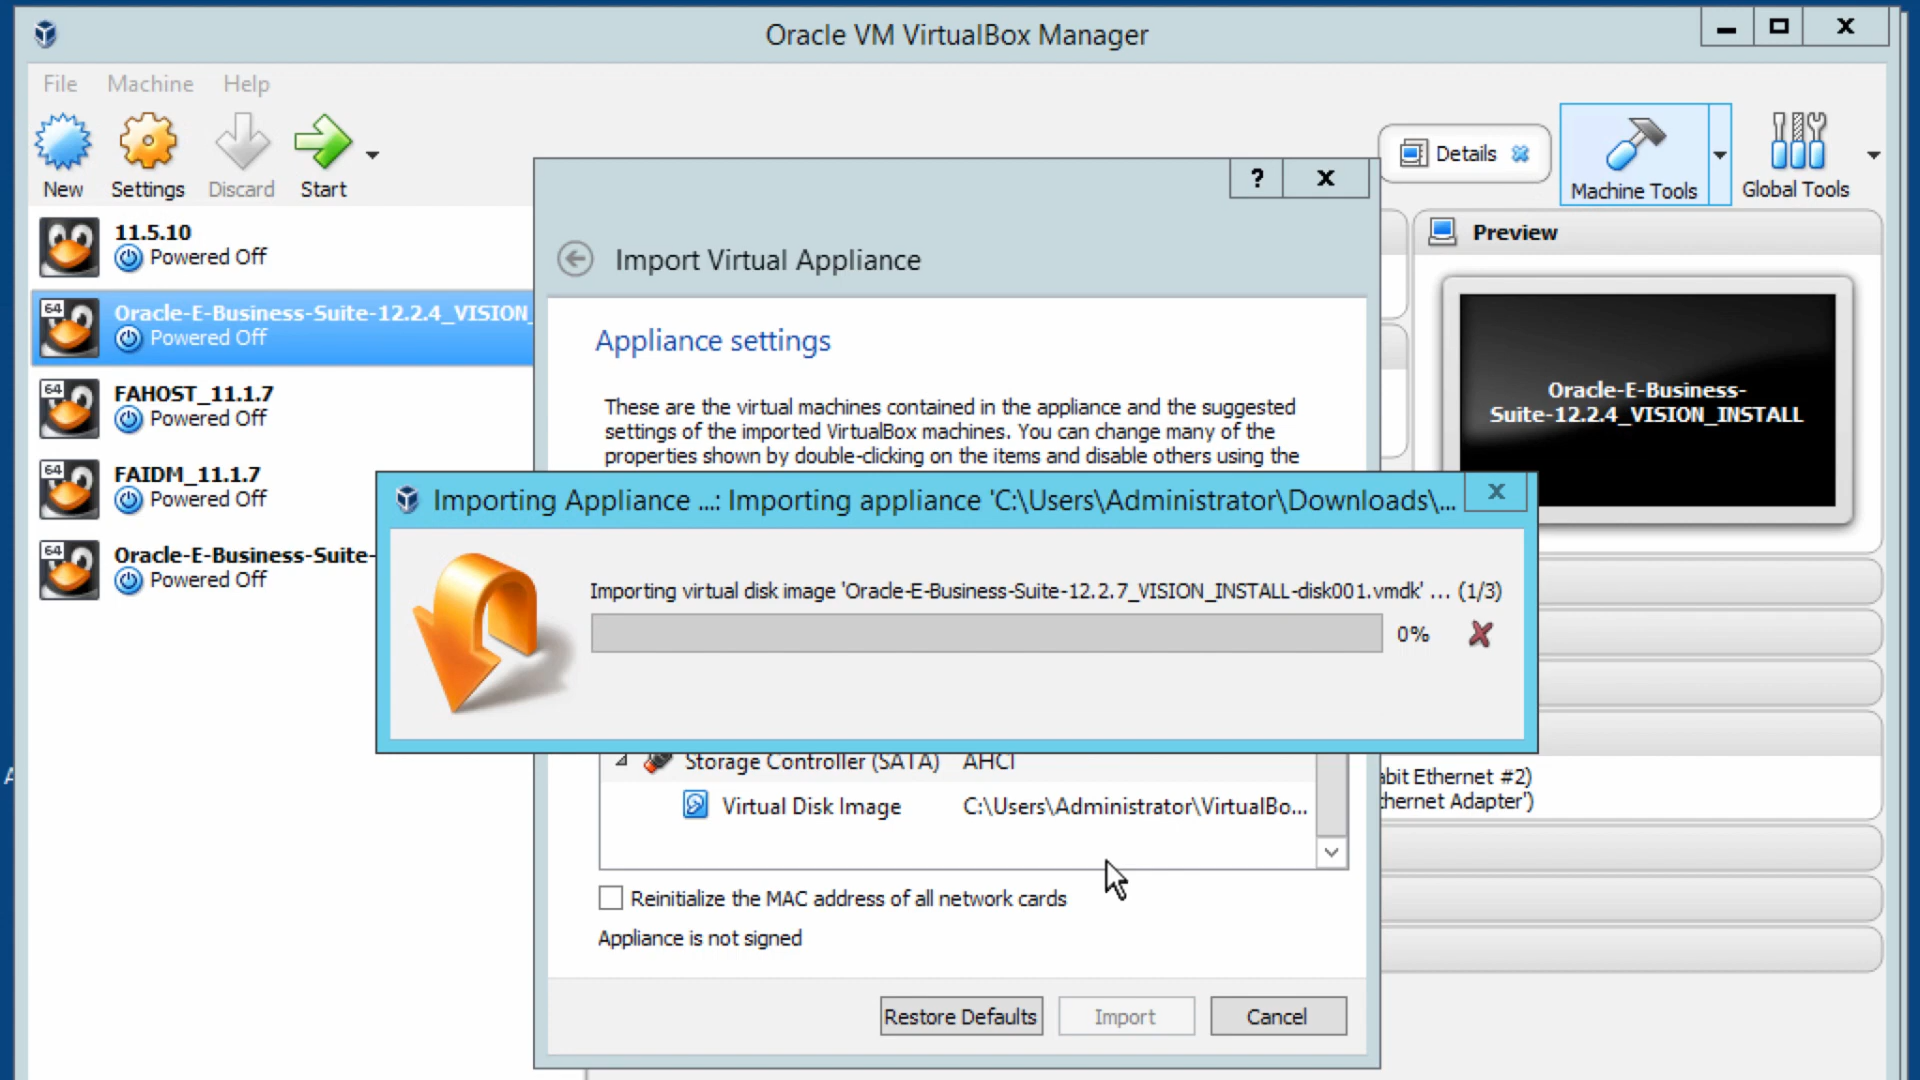 Oracle VM VirtualBox Manager
File Machine Help
New Settings Discard Start
Details
Machine Tools
Global Tools
11.5.10
Powered Off
64
Oracle-E-Business-Suite-12.2.4_VISION_
Powered Off
64
FAHOST_11.1.7
Powered Off
64
FAIDM_11.1.7
Powered Off
64
Oracle-E-Business-Suite-
Powered Off
Preview
Oracle-E-Business-
Suite-12.2.4_VISION_INSTALL
?
Import Virtual Appliance
Appliance settings
These are the virtual machines contained in the appliance and the suggested
settings of the imported VirtualBox machines. You can change many of the
properties shown by double-clicking on the items and disable others using the
Importing Appliance ...: Importing appliance 'C:\Users\Administrator\Downloads\...
Importing virtual disk image 'Oracle-E-Business-Suite-12.2.7_VISION_INSTALL-disk001.vmdk' ... (1/3)
0%
Storage Controller (SATA) AHCI
Virtual Disk Image C:\Users\Administrator\VirtualBo...
abit Ethernet #2)
thernet Adapter')
Reinitialize the MAC address of all network cards
Appliance is not signed
Restore Defaults Import Cancel